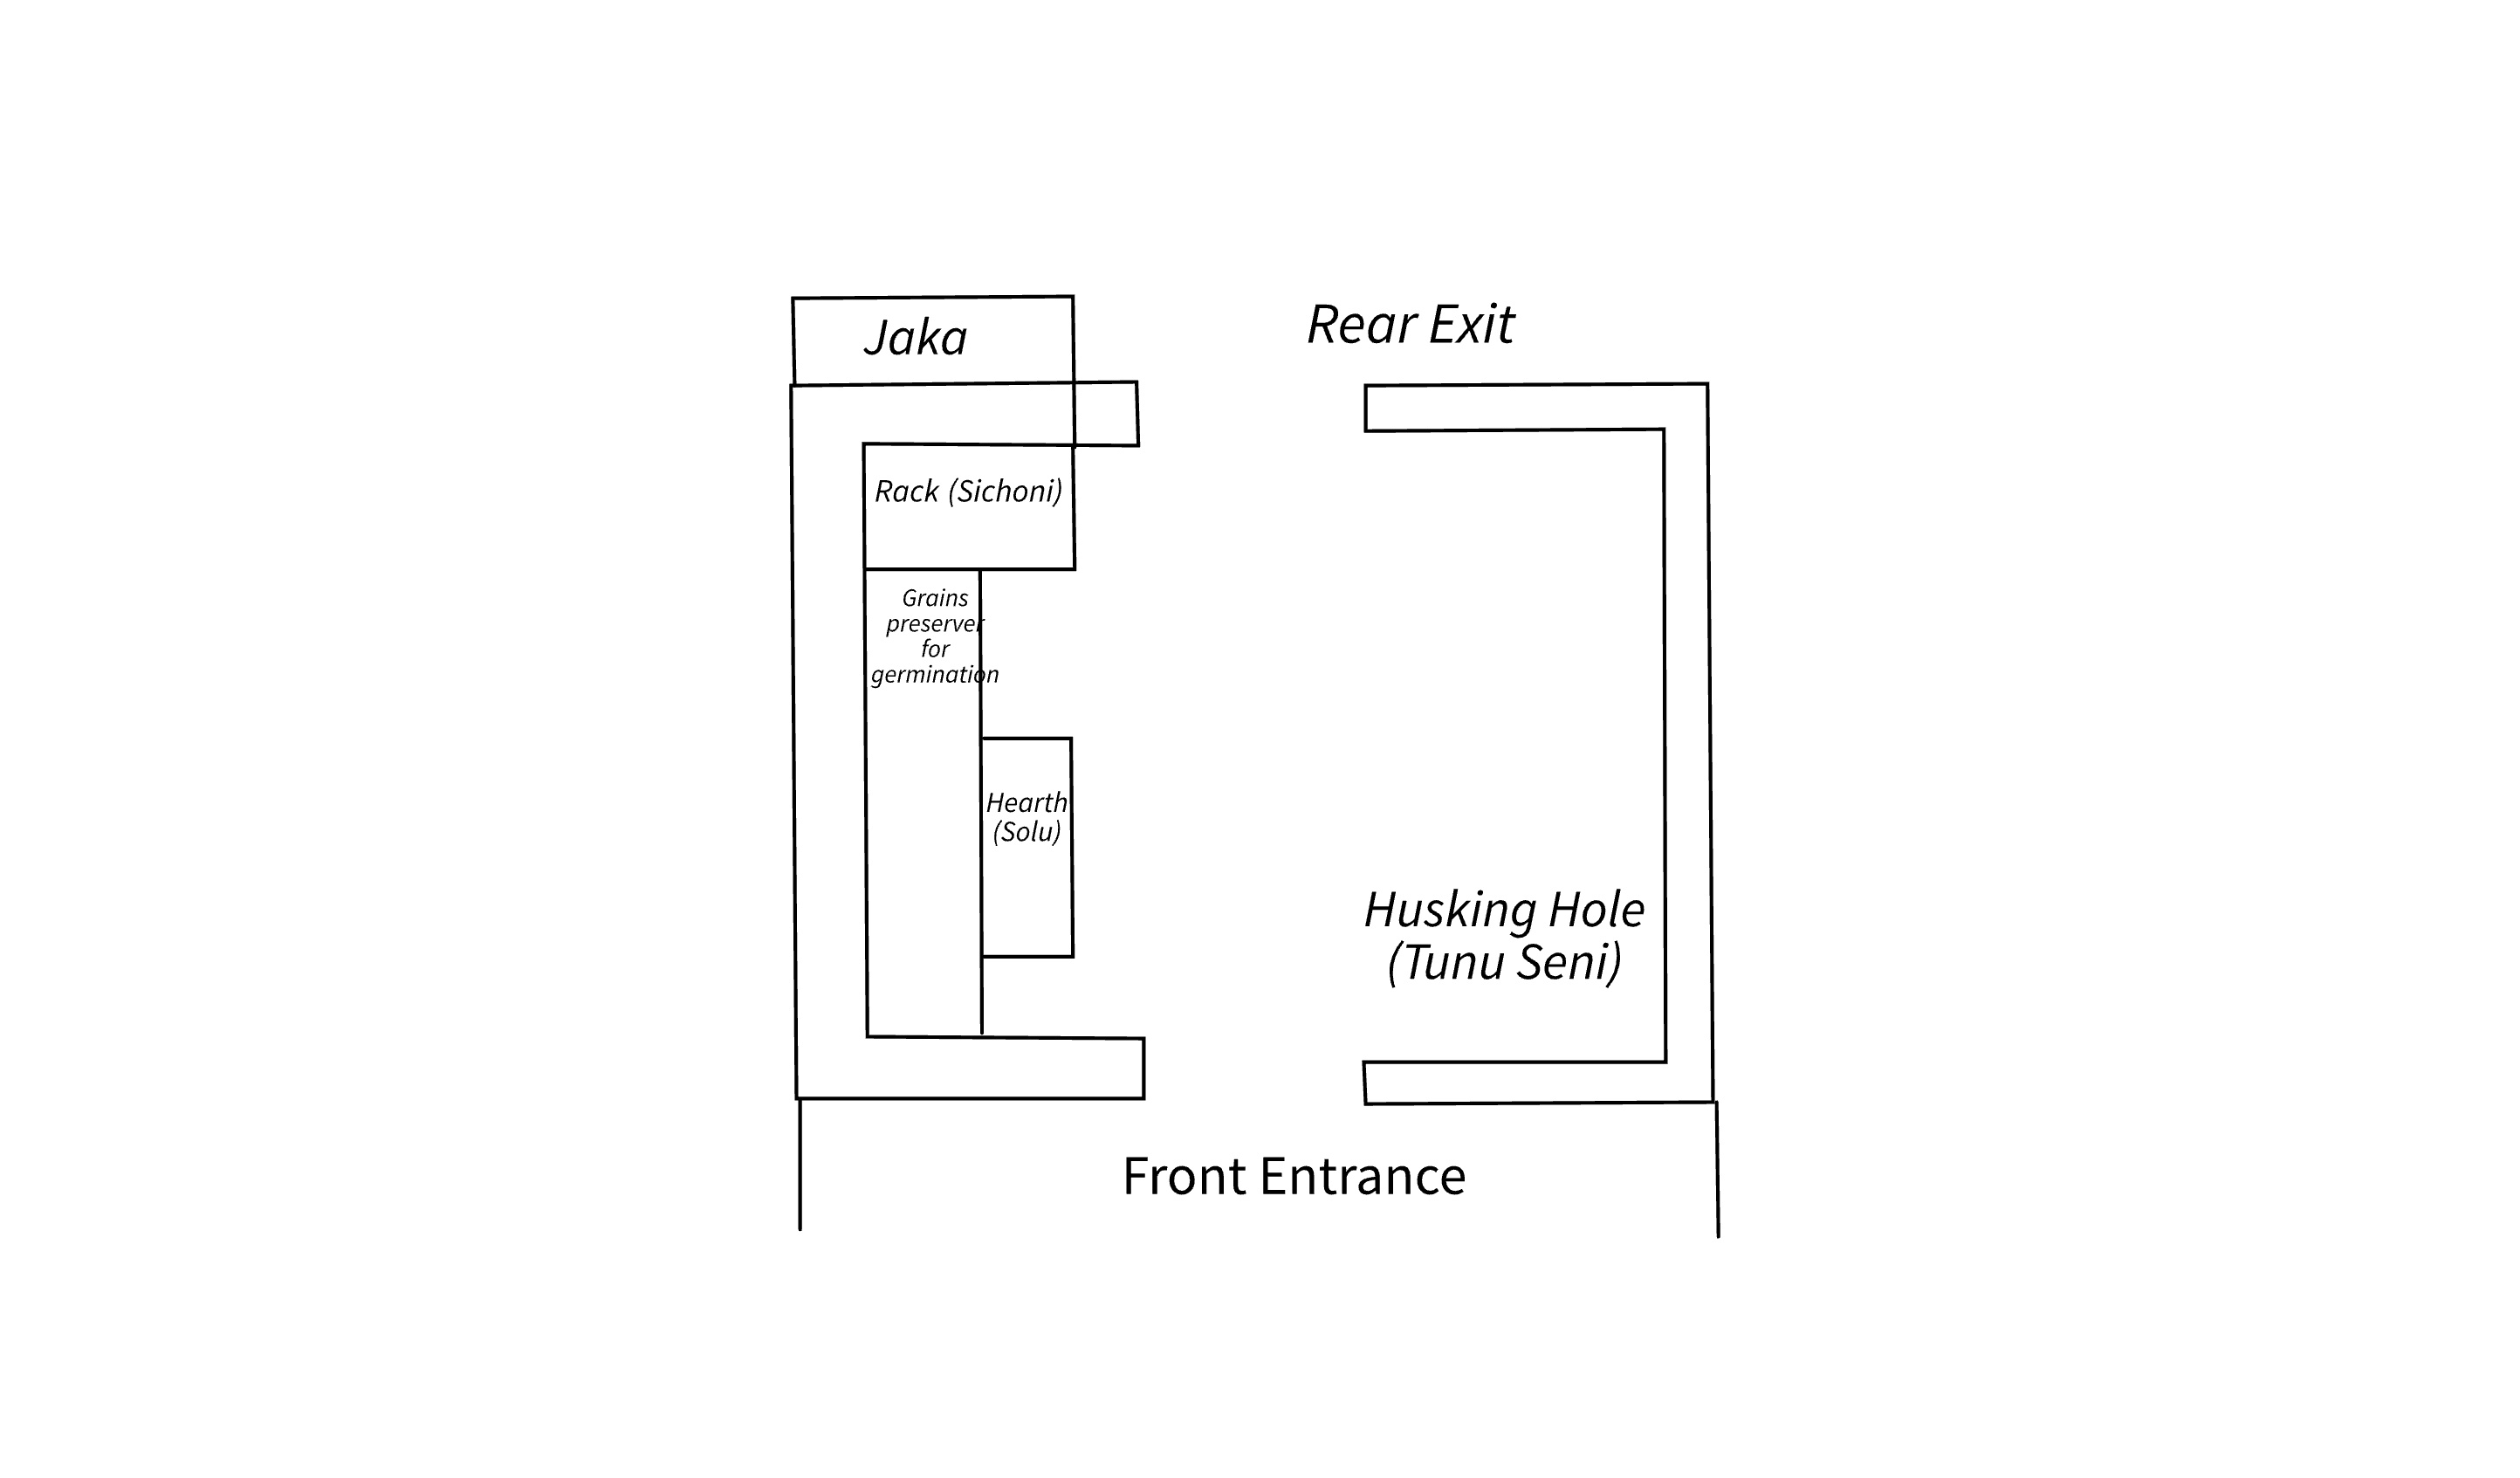 Jaka
Rear Exit
Rack (Sichoni)
Grains
preserver
for
germination
Hearth
(Solu)
Husking Hole
(Tunu Seni)
Front Entrance